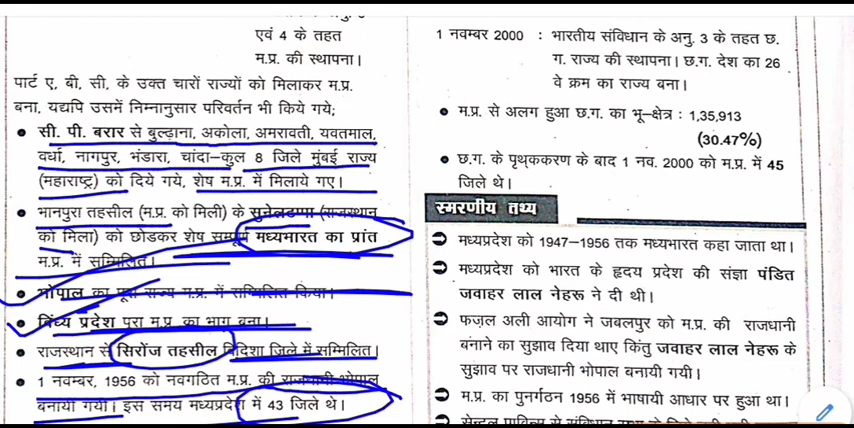 एवं 4 के तहत
म.प्र. की स्थापना।
पार्ट ए, बी, सी, के उक्त चारों राज्यों को मिलाकर म.प्र.
बना, यद्यपि उसमें निम्नानुसार परिवर्तन भी किये गये;
सी. पी. बरार से बुल्ढाना, अकोला, अमरावती, यवतमाल,
वर्धा, नागपुर, भंडारा, चांदा–कुल 8 जिले मुंबई राज्य
(महाराष्ट्र) को दिये गये, शेष म.प्र. में मिलाये गए।
भानपुरा तहसील (म.प्र. को मिली) के सुनेलटप्पा (राजस्थान
को मिला) को छोडकर शेष सम्पूर्ण मध्यभारत का प्रांत
म.प्र. में सम्मिलित।
भोपाल का पूरा राज्य म.प्र. में सम्मिलित किया।
विंध्य प्रदेश पूरा म.प्र. का भाग बना।
राजस्थान से सिरोंज तहसील विदिशा जिले में सम्मिलित।
1 नवम्बर, 1956 को नवगठित म.प्र. की राजधानी भोपाल
बनायी गयी। इस समय मध्यप्रदेश में 43 जिले थे।
1 नवम्बर 2000 : भारतीय संविधान के अनु. 3 के तहत छ.
ग. राज्य की स्थापना। छ.ग. देश का 26
वे क्रम का राज्य बना।
म.प्र. से अलग हुआ छ.ग. का भू–क्षेत्र : 1,35,913
(30.47%)
छ.ग. के पृथ्ककरण के बाद 1 नव. 2000 को म.प्र. में 45
जिले थे।
स्मरणीय तथ्य
मध्यप्रदेश को 1947–1956 तक मध्यभारत कहा जाता था।
मध्यप्रदेश को भारत के हृदय प्रदेश की संज्ञा पंडित
जवाहर लाल नेहरू ने दी थी।
फज़ल अली आयोग ने जबलपुर को म.प्र. की राजधानी
बनाने का सुझाव दिया थाए किंतु जवाहर लाल नेहरू के
सुझाव पर राजधानी भोपाल बनायी गयी।
म.प्र. का पुनर्गठन 1956 में भाषायी आधार पर हुआ था।